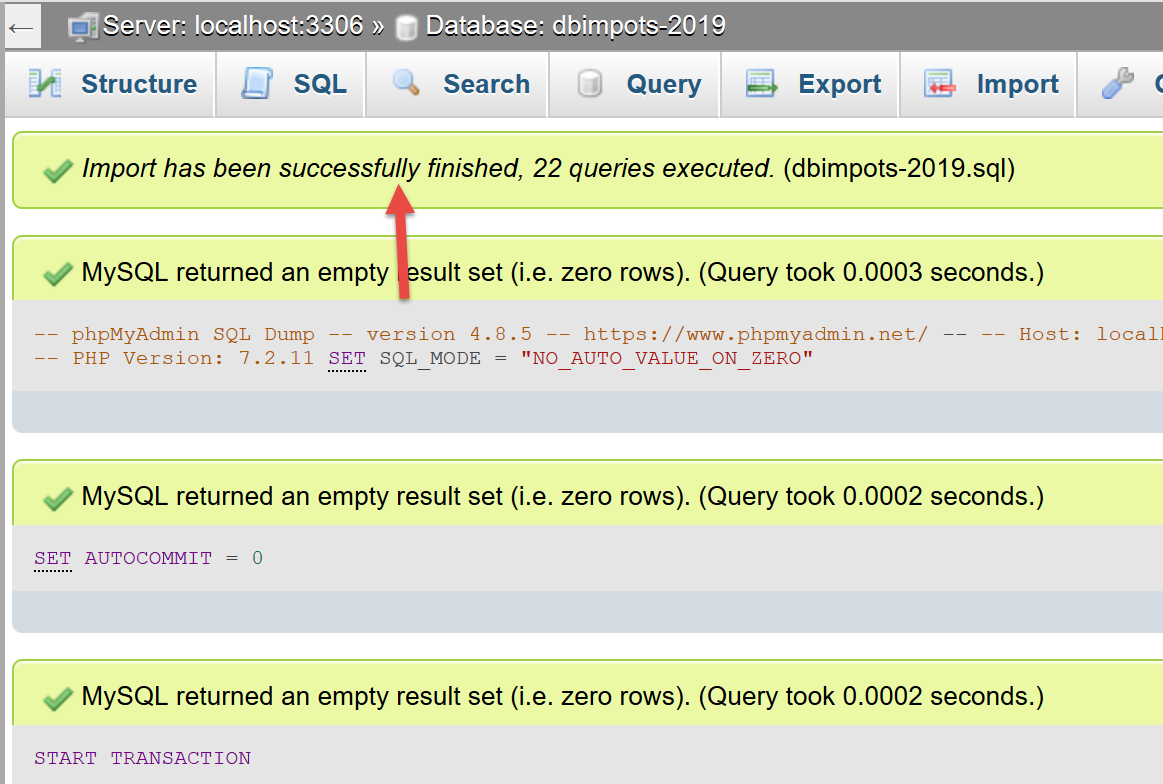 Server: localhost:3306 » Database: dbimpots-2019
Structure SQL Search Query Export Import
Import has been successfully finished, 22 queries executed. (dbimpots-2019.sql)
MySQL returned an empty result set (i.e. zero rows). (Query took 0.0003 seconds.)
-- phpMyAdmin SQL Dump -- version 4.8.5 -- https://www.phpmyadmin.net/ -- -- Host:
-- PHP Version: 7.2.11 SET SQL_MODE = "NO_AUTO_VALUE_ON_ZERO"
MySQL returned an empty result set (i.e. zero rows). (Query took 0.0002 seconds.)
SET AUTOCOMMIT = 0
MySQL returned an empty result set (i.e. zero rows). (Query took 0.0002 seconds.)
START TRANSACTION